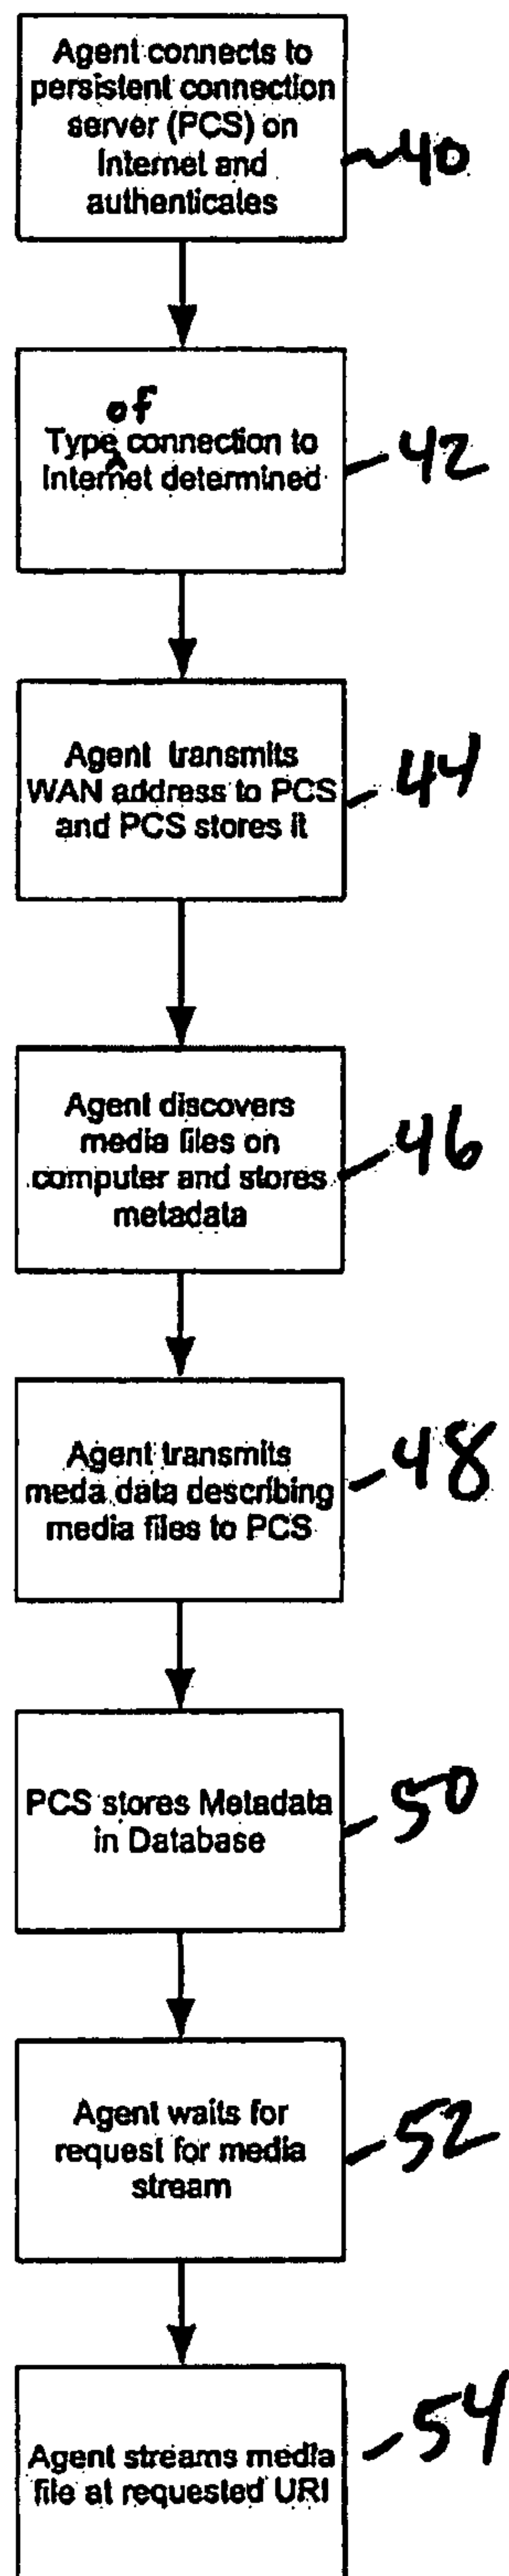 Agent connects to
persistent connection
server (PCS) on
Internet and
authenticates
40
Type of connection to
Internet determined
42
Agent transmits
WAN address to PCS
and PCS stores it
44
Agent discovers
media files on
computer and stores
metadata
46
Agent transmits
meda data describing
media files to PCS
48
PCS stores Metadata
in Database
50
Agent waits for
request for media
stream
52
Agent streams media
file at requested URI
54